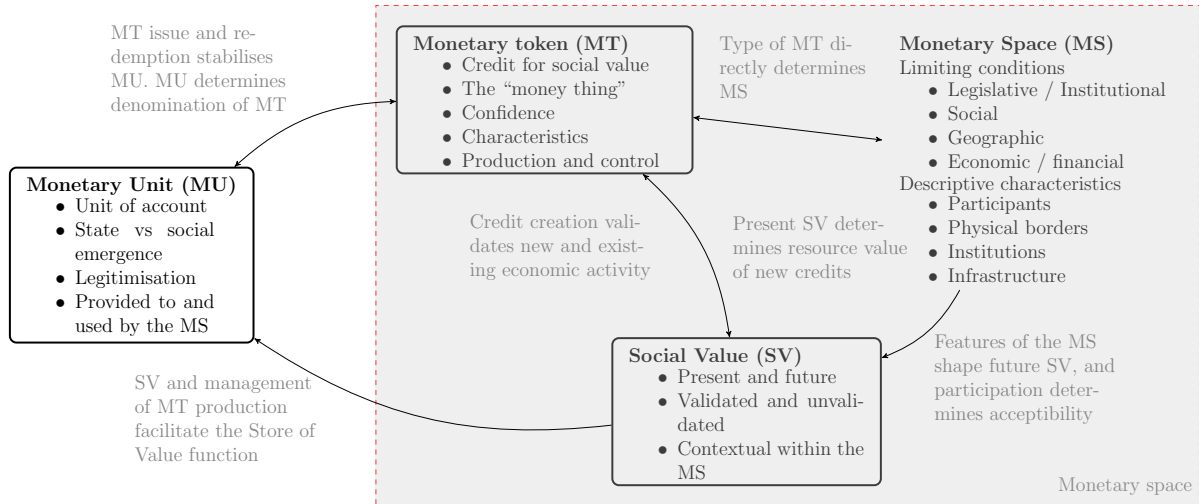 MT issue and re-
demption stabilises
MU. MU determines
denomination of MT
Monetary token (MT)
• Credit for social value
• The “money thing”
• Confidence
• Characteristics
• Production and control
Type of MT di-
rectly determines
MS
Monetary Space (MS)
Limiting conditions
• Legislative / Institutional
• Social
• Geographic
• Economic / financial
Descriptive characteristics
• Participants
• Physical borders
• Institutions
• Infrastructure
Monetary Unit (MU)
• Unit of account
• State vs social
emergence
• Legitimisation
• Provided to and
used by the MS
Credit creation vali-
dates new and exist-
ing economic activity
Present SV deter-
mines resource value
of new credits
Social Value (SV)
• Present and future
• Validated and unvali-
dated
• Contextual within the
MS
Features of the MS
shape future SV, and
participation deter-
mines acceptibility
SV and management
of MT production
facilitate the Store of
Value function
Monetary space